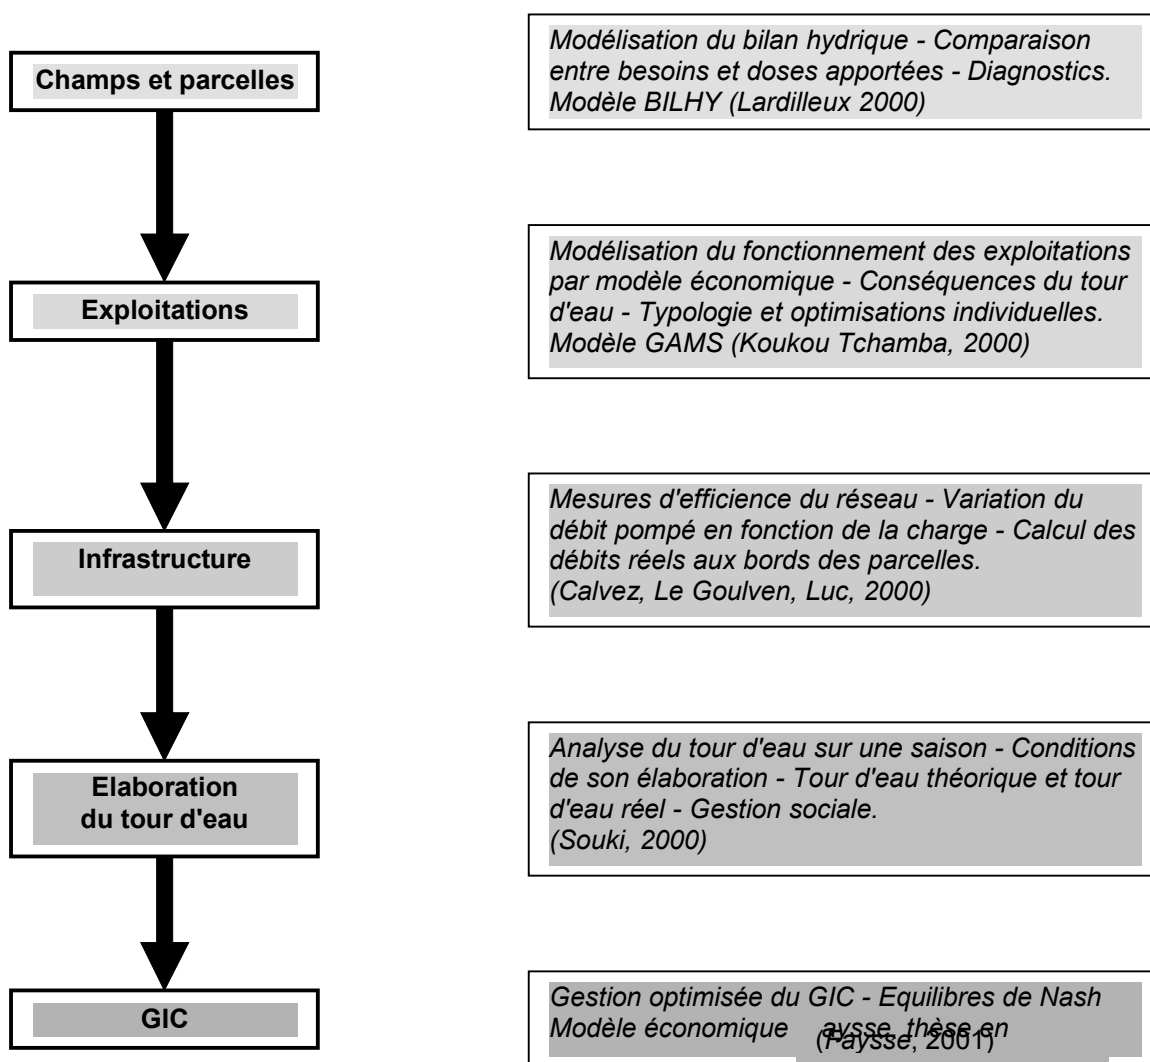 Champs et parcelles
Modélisation du bilan hydrique - Comparaison
entre besoins et doses apportées - Diagnostics.
Modèle BILHY (Lardilleux 2000)
Exploitations
Modélisation du fonctionnement des exploitations
par modèle économique - Conséquences du tour
d'eau - Typologie et optimisations individuelles.
Modèle GAMS (Koukou Tchamba, 2000)
Infrastructure
Mesures d'efficience du réseau - Variation du
débit pompé en fonction de la charge - Calcul des
débits réels aux bords des parcelles.
(Calvez, Le Goulven, Luc, 2000)
Elaboration
du tour d'eau
Analyse du tour d'eau sur une saison - Conditions
de son élaboration - Tour d'eau théorique et tour
d'eau réel - Gestion sociale.
(Souki, 2000)
GIC
Gestion optimisée du GIC - Equilibres de Nash
Modèle économique
(Faysse, 2001)